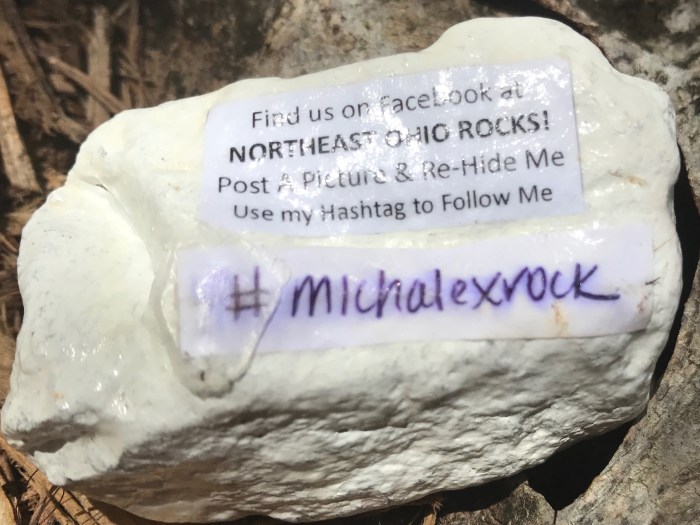 Find us on Facebook at
NORTHEAST OHIO ROCKS!
Post A Picture & Re-Hide Me
Use my Hashtag to Follow Me
# michalexrock